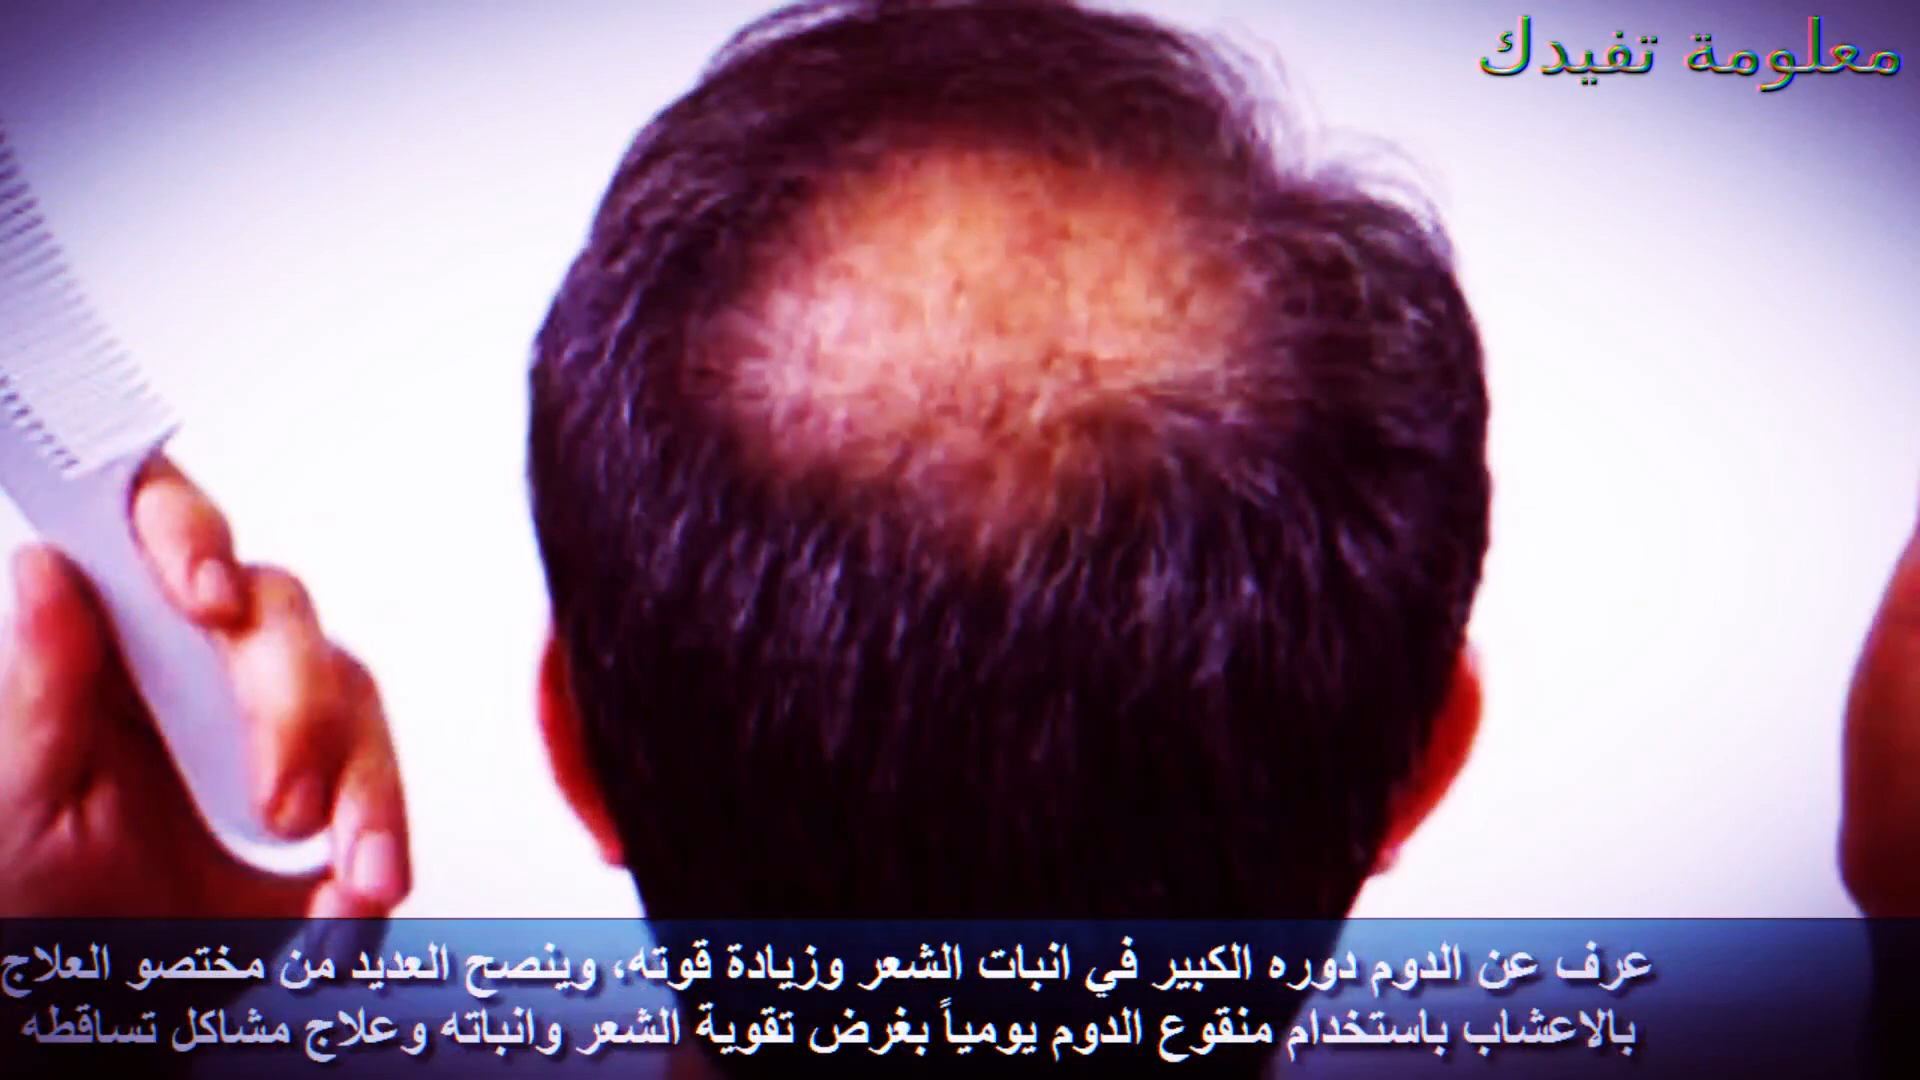 معلومة تفيدك
عرف عن الدوم دوره الكبير في انبات الشعر وزيادة قوته، وينصح العديد من مختصو العلاج
بالاعشاب باستخدام منقوع الدوم يومياً بغرض تقوية الشعر وانباته وعلاج مشاكل تساقطه